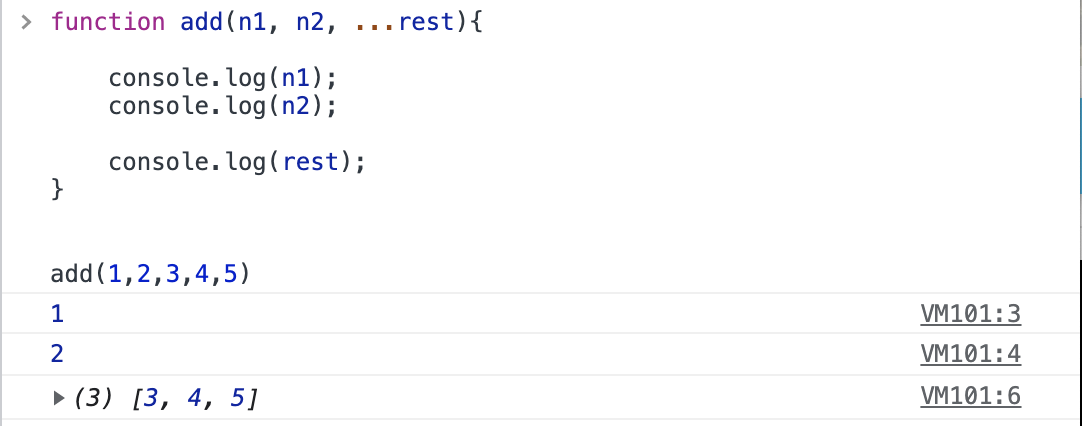 > function add(n1, n2, ...rest){
console.log(n1);
console.log(n2);
console.log(rest);
}
add(1,2,3,4,5)
1 VM101:3
2 VM101:4
▶ (3) [3, 4, 5] VM101:6